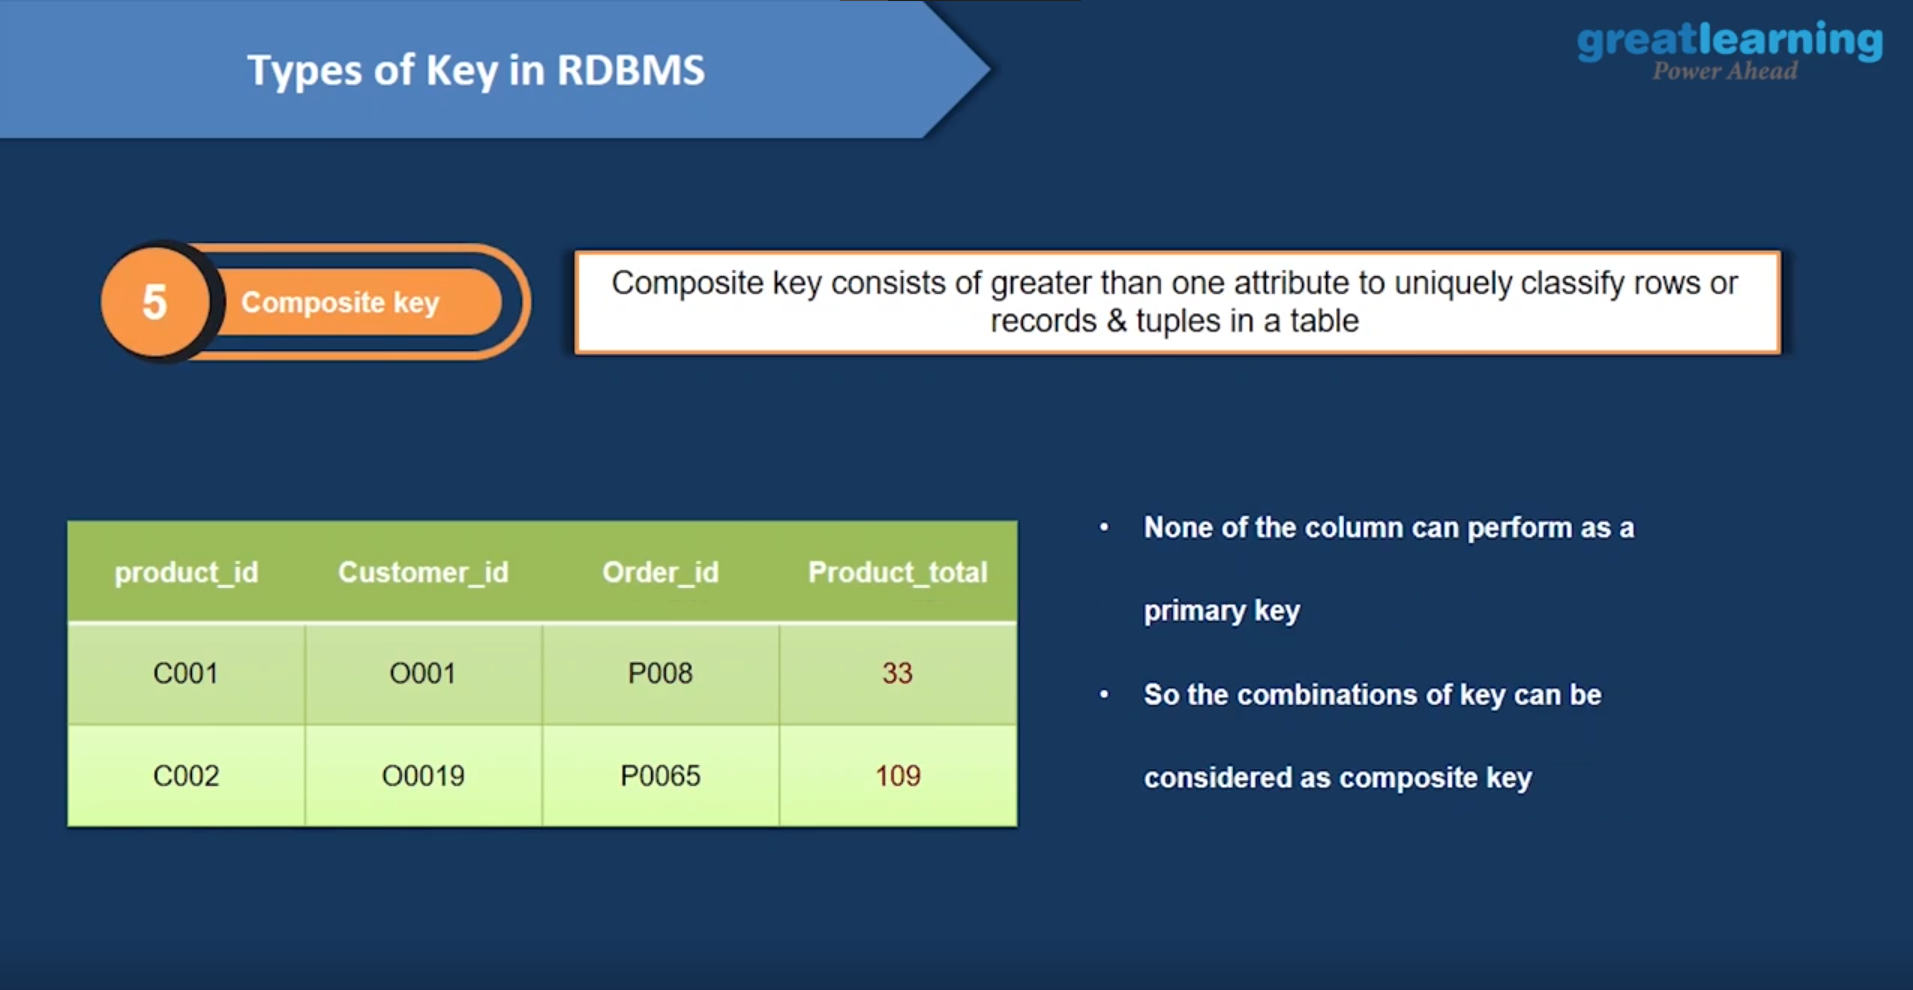 Types of Key in RDBMS
greatlearning
Power Ahead
5
Composite key
Composite key consists of greater than one attribute to uniquely classify rows or
records & tuples in a table
product_id Customer_id Order_id Product_total
C001 O001 P008 33
C002 O0019 P0065 109
• None of the column can perform as a
primary key
• So the combinations of key can be
considered as composite key